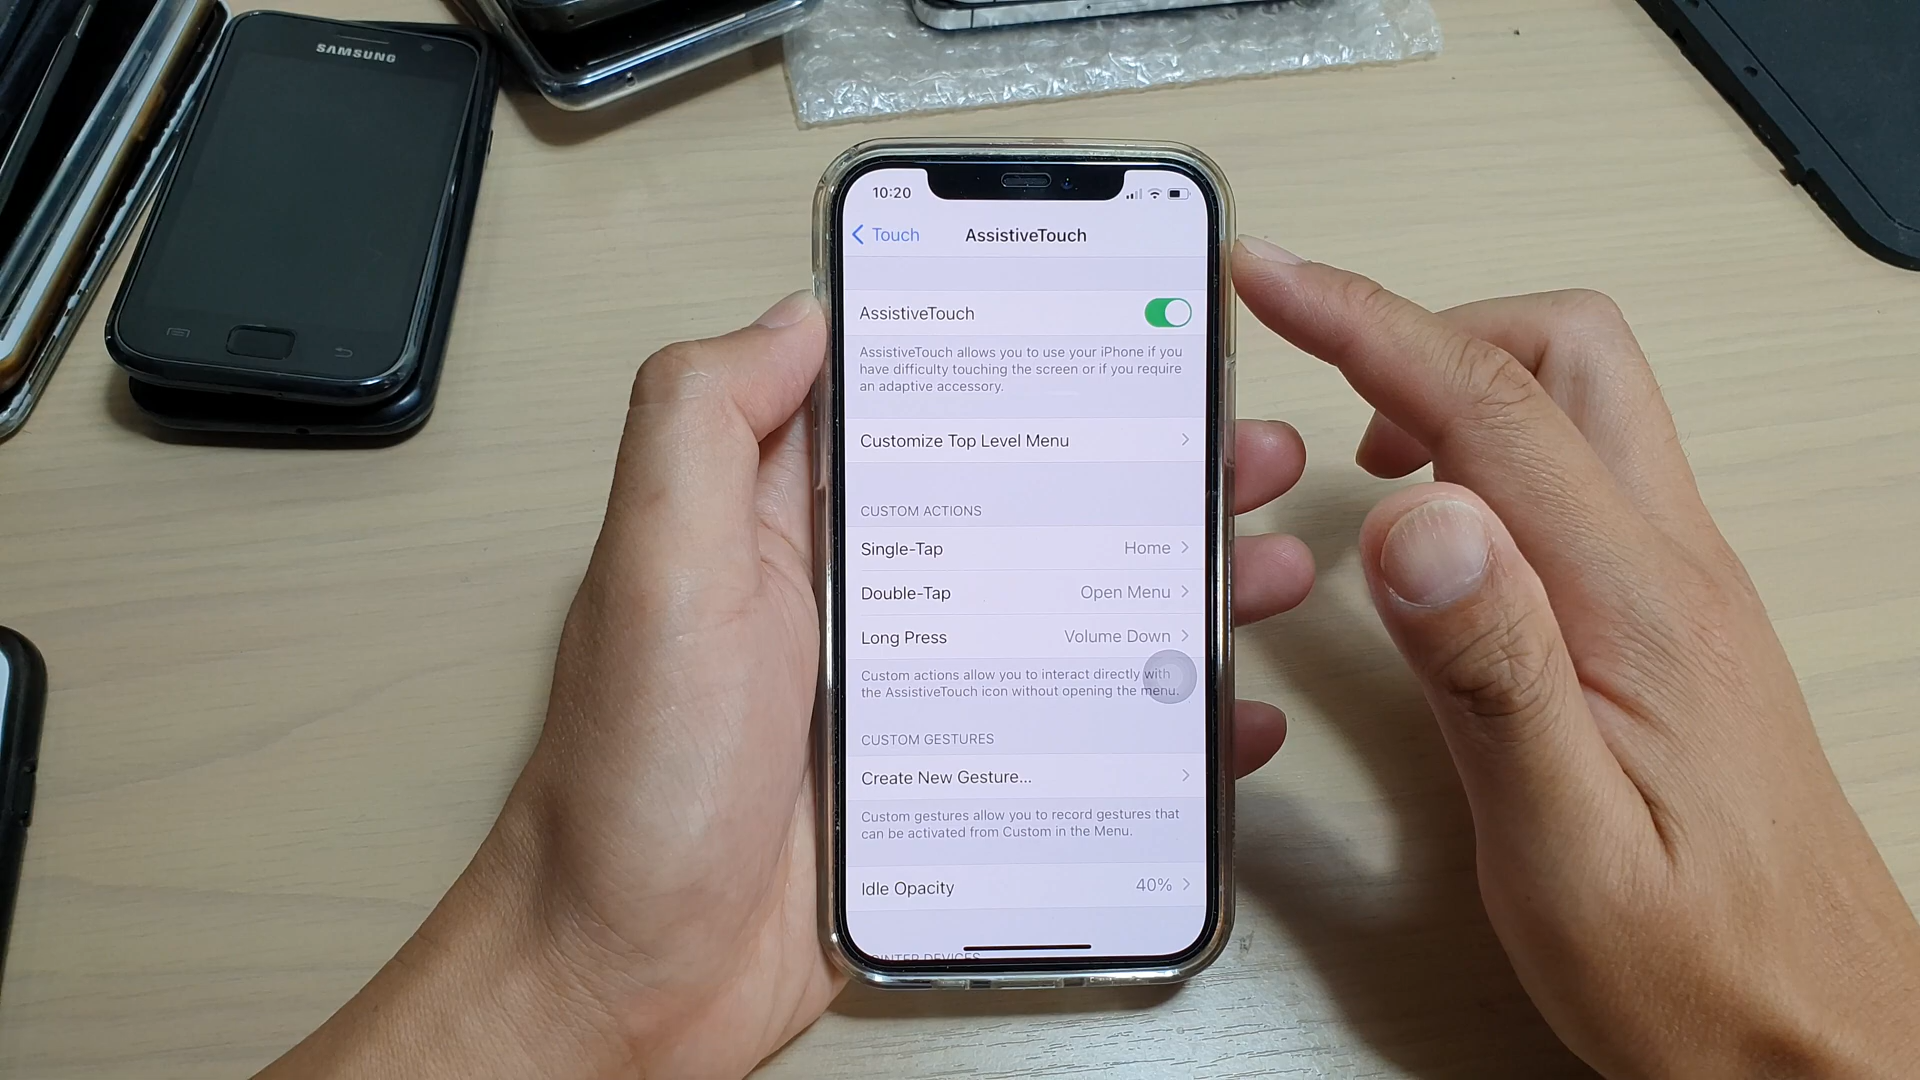 SAMSUNG
10:20
Touch
AssistiveTouch
AssistiveTouch
AssistiveTouch allows you to use your iPhone if you
have difficulty touching the screen or if you require
an adaptive accessory.
Customize Top Level Menu
CUSTOM ACTIONS
Single-Tap Home
Double-Tap Open Menu
Long Press Volume Down
Custom actions allow you to interact directly with
the AssistiveTouch icon without opening the menu.
CUSTOM GESTURES
Create New Gesture...
Custom gestures allow you to record gestures that
can be activated from Custom in the Menu.
Idle Opacity 40%
POINTER DEVICES